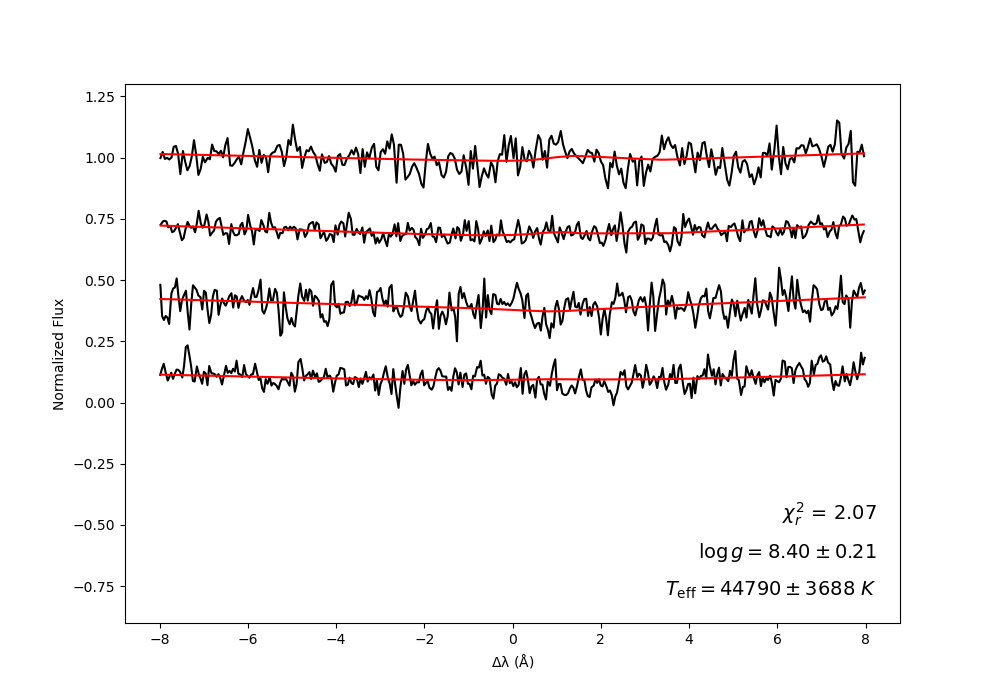 1.25
1.00
0.75
0.50
0.25
0.00
−0.25
−0.50
−0.75
Normalized Flux
χ²ᵣ = 2.07
log g = 8.40 ± 0.21
T_eff = 44790 ± 3688 K
−8 −6 −4 −2 0 2 4 6 8
Δλ (Å)